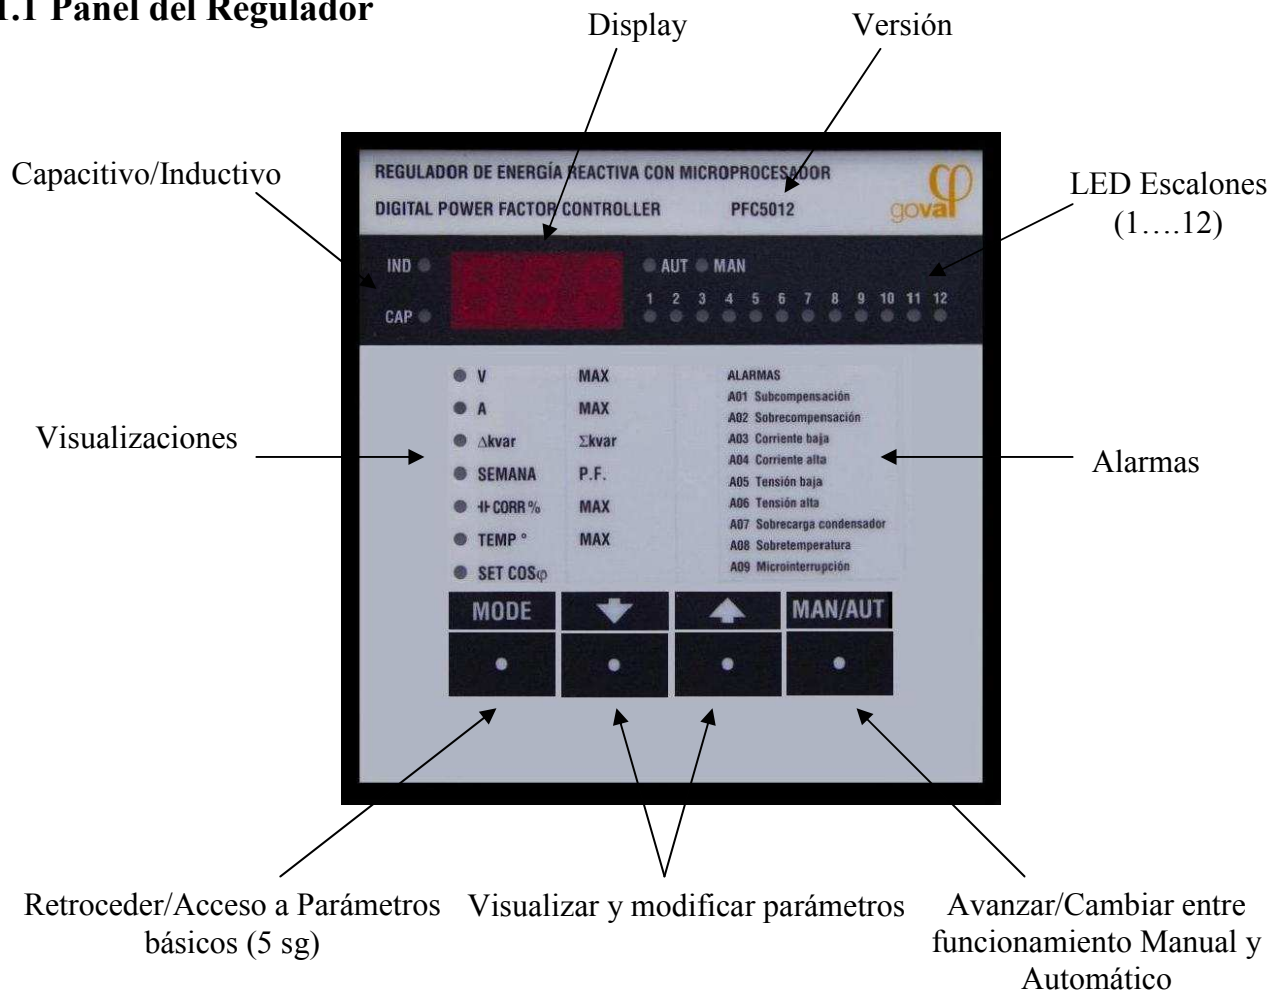 1.1 Panel del Regulador
Display
Versión
Capacitivo/Inductivo
LED Escalones
(1….12)
REGULADOR DE ENERGÍA REACTIVA CON MICROPROCESADOR
DIGITAL POWER FACTOR CONTROLLER PFC5012
goval
IND
AUT MAN
1 2 3 4 5 6 7 8 9 10 11 12
CAP
Visualizaciones
V MAX
A MAX
∆kvar Σkvar
SEMANA P.F.
⊣⊢ CORR % MAX
TEMP ° MAX
SET COSφ
ALARMAS
A01 Subcompensación
A02 Sobrecompensación
A03 Corriente baja
A04 Corriente alta
A05 Tensión baja
A06 Tensión alta
A07 Sobrecarga condensador
A08 Sobretemperatura
A09 Microinterrupción
Alarmas
MODE
MAN/AUT
Retroceder/Acceso a Parámetros
básicos (5 sg)
Visualizar y modificar parámetros
Avanzar/Cambiar entre
funcionamiento Manual y
Automático